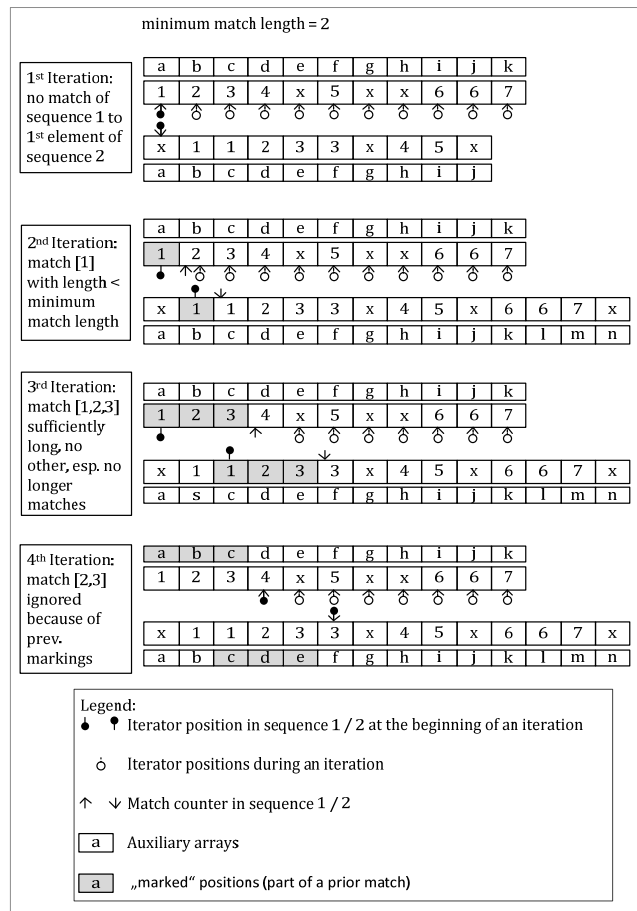 minimum match length = 2
1st Iteration:
no match of
sequence 1 to
1st element of
sequence 2
a b c d e f g h i j k
1 2 3 4 x 5 x x 6 6 7
x 1 1 2 3 3 x 4 5 x
a b c d e f g h i j
2nd Iteration:
match [1]
with length <
minimum
match length
a b c d e f g h i j k
1 2 3 4 x 5 x x 6 6 7
x 1 1 2 3 3 x 4 5 x 6 6 7 x
a b c d e f g h i j k l m n
3rd Iteration:
match [1,2,3]
sufficiently
long, no
other, esp. no
longer
matches
a b c d e f g h i j k
1 2 3 4 x 5 x x 6 6 7
x 1 1 2 3 3 x 4 5 x 6 6 7 x
a s c d e f g h i j k l m n
4th Iteration:
match [2,3]
ignored
because of
prev.
markings
a b c d e f g h i j k
1 2 3 4 x 5 x x 6 6 7
x 1 1 2 3 3 x 4 5 x 6 6 7 x
a b c d e f g h i j k l m n
Legend:
Iterator position in sequence 1 / 2 at the beginning of an iteration
Iterator positions during an iteration
Match counter in sequence 1 / 2
a Auxiliary arrays
a „marked“ positions (part of a prior match)